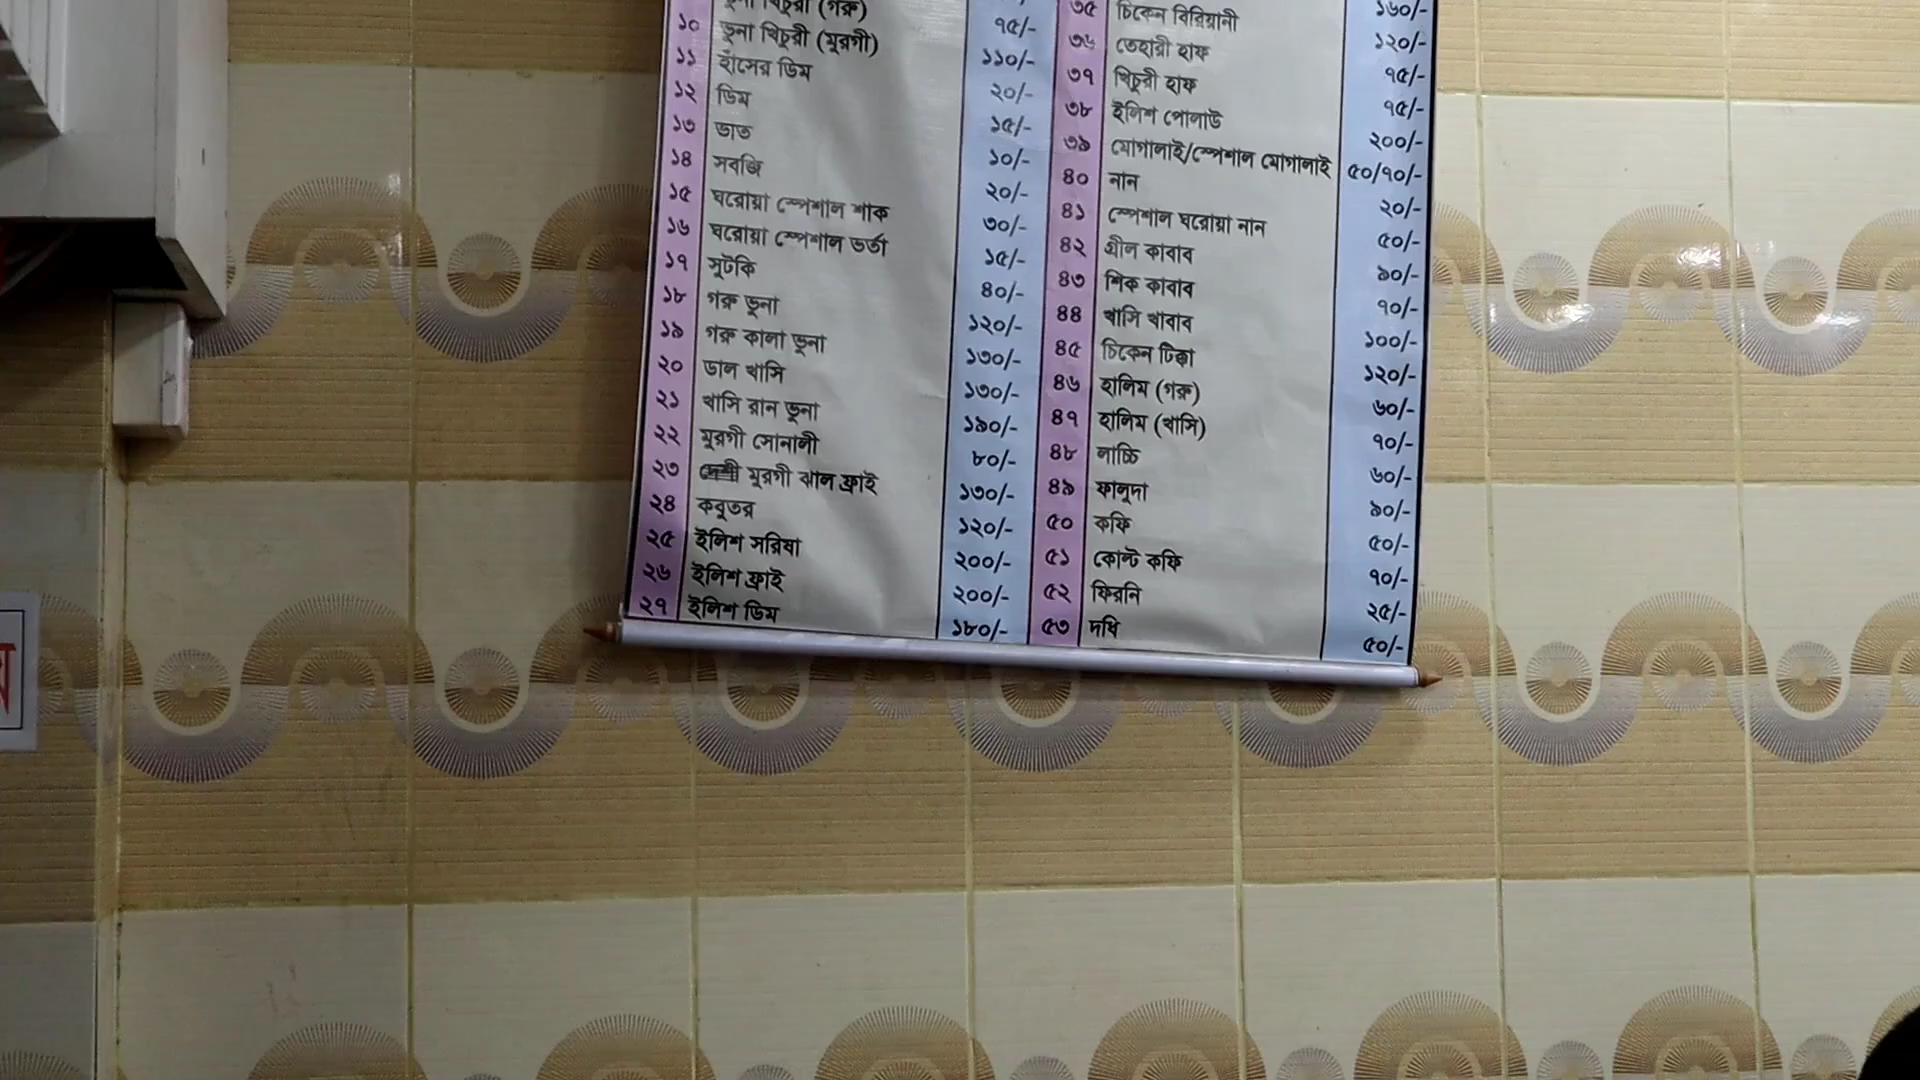 ভুনা খিচুরী (গরু) ৭৫/-
১০ ভুনা খিচুরী (মুরগী) ১১০/-
১১ হাঁসের ডিম ২০/-
১২ ডিম ১৫/-
১৩ ভাত ১০/-
১৪ সবজি ২০/-
১৫ ঘরোয়া স্পেশাল শাক ৩০/-
১৬ ঘরোয়া স্পেশাল ভর্তা ১৫/-
১৭ সুটকি ৪০/-
১৮ গরু ভুনা ১২০/-
১৯ গরু কালা ভুনা ১৩০/-
২০ ডাল খাসি ১৩০/-
২১ খাসি রান ভুনা ১৯০/-
২২ মুরগী সোনালী ৮০/-
২৩ দেশী মুরগী ঝাল ফ্রাই ১৩০/-
২৪ কবুতর ১২০/-
২৫ ইলিশ সরিষা ২০০/-
২৬ ইলিশ ফ্রাই ২০০/-
২৭ ইলিশ ডিম ১৮০/-
১৬০/-
৩৫ চিকেন বিরিয়ানী ১২০/-
৩৬ তেহারী হাফ ৭৫/-
৩৭ খিচুরী হাফ ৭৫/-
৩৮ ইলিশ পোলাউ ২০০/-
৩৯ মোগালাই/স্পেশাল মোগালাই ৫০/৭০/-
৪০ নান ২০/-
৪১ স্পেশাল ঘরোয়া নান ৫০/-
৪২ গ্রীল কাবাব ৯০/-
৪৩ শিক কাবাব ৭০/-
৪৪ খাসি খাবাব ১০০/-
৪৫ চিকেন টিক্কা ১২০/-
৪৬ হালিম (গরু) ৬০/-
৪৭ হালিম (খাসি) ৭০/-
৪৮ লাচ্চি ৬০/-
৪৯ ফালুদা ৯০/-
৫০ কফি ৫০/-
৫১ কোল্ট কফি ৭০/-
৫২ ফিরনি ২৫/-
৫৩ দধি ৫০/-